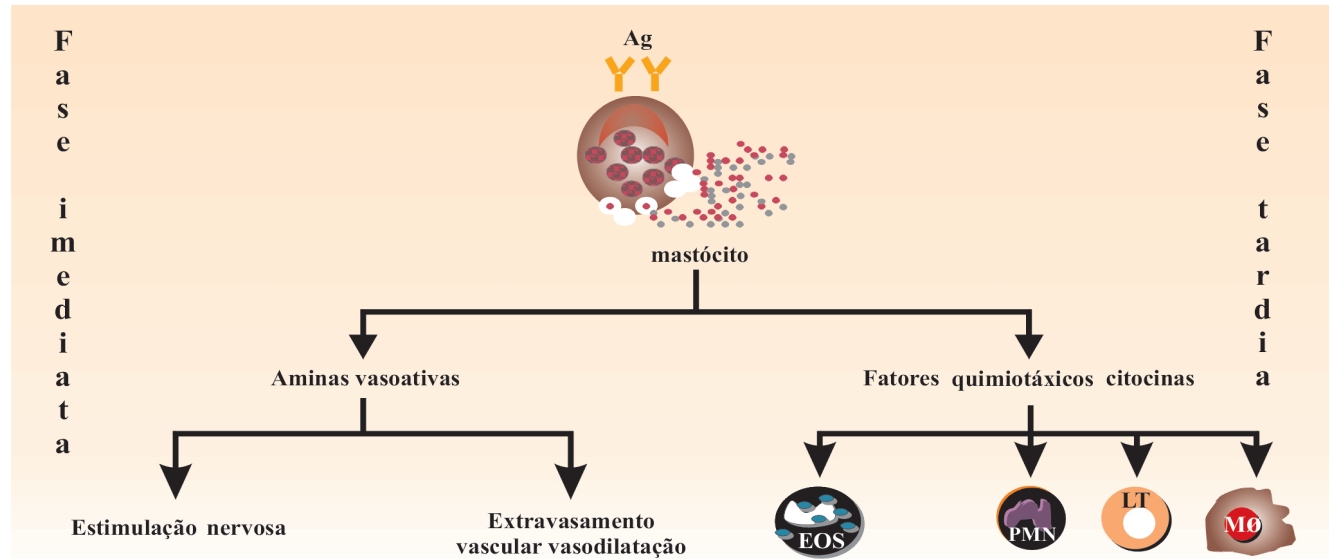 Fase imediata
Ag
mastócito
Fase tardia
Aminas vasoativas
Fatores quimiotáxicos citocinas
Estimulação nervosa
Extravasamento
vascular vasodilatação
EOS
PMN
LT
MØ